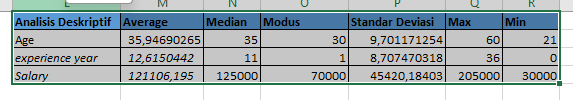 L M N O P Q R
Analisis Deskriptif Average Median Modus Standar Deviasi Max Min
Age 35,94690265 35 30 9,701171254 60 21
experience year 12,6150442 11 1 8,707470318 36 0
Salary 121106,195 125000 70000 45420,18403 205000 30000